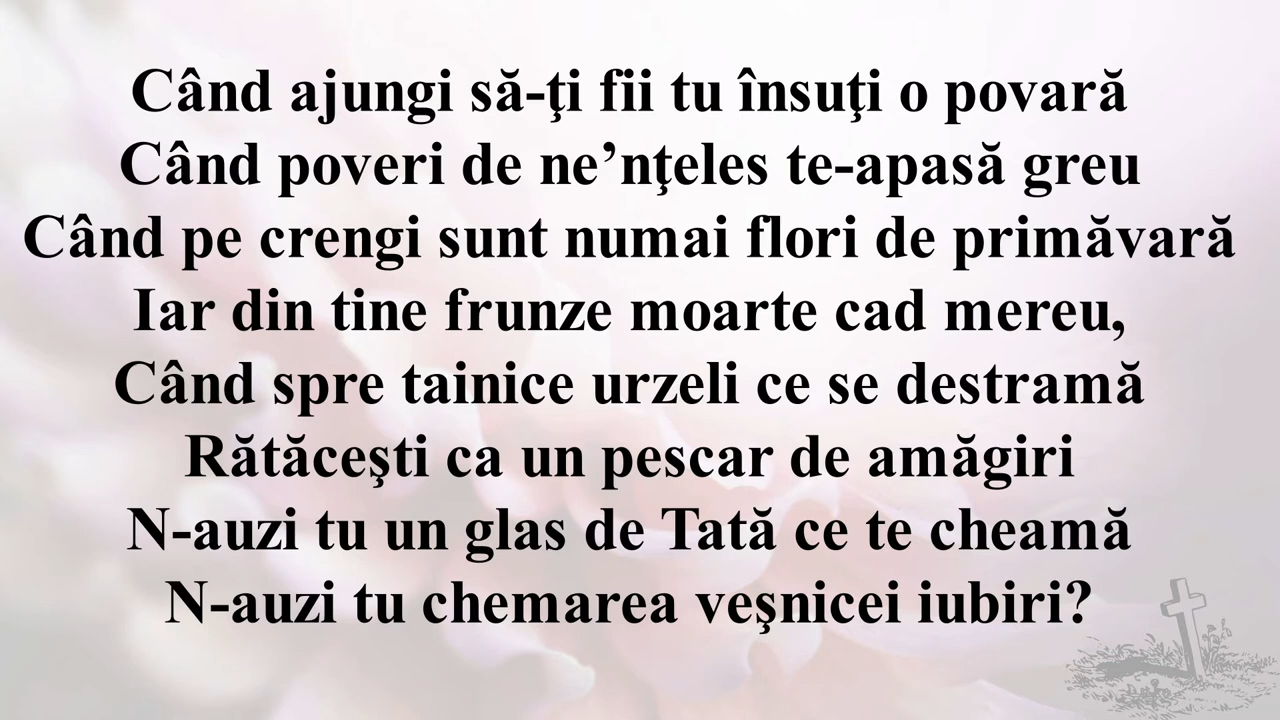 Când ajungi să-ţi fii tu însuţi o povară
Când poveri de ne’nţeles te-apasă greu
Când pe crengi sunt numai flori de primăvară
Iar din tine frunze moarte cad mereu,
Când spre tainice urzeli ce se destramă
Rătăceşti ca un pescar de amăgiri
N-auzi tu un glas de Tată ce te cheamă
N-auzi tu chemarea veşnicei iubiri?